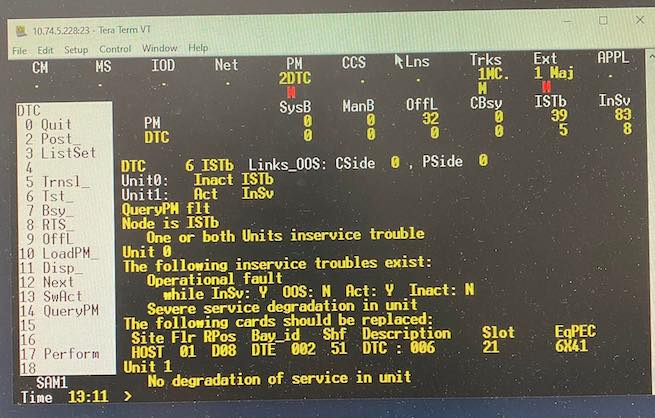 10.74.5.228:23 - Tera Term VT
File Edit Setup Control Window Help
CM MS IOD Net PM CCS Lns Trks Ext APPL
. . . . 2DTC . . 1MC. 1 Maj .
M M M
SysB ManB OffL CBsy ISTb InSv
PM 0 0 32 0 39 83
DTC 0 0 0 0 5 8
DTC
0 Quit
2 Post_
3 ListSet
4
5 Trnsl_
6 Tst_
7 Bsy_
8 RTS_
9 OffL
10 LoadPM_
11 Disp_
12 Next
13 SwAct
14 QueryPM
15
16
17 Perform
18
DTC 6 ISTb Links_OOS: CSide 0 , PSide 0
Unit0: Inact ISTb
Unit1: Act InSv
QueryPM flt
Node is ISTb
One or both Units inservice trouble
Unit 0
The following inservice troubles exist:
Operational fault
while InSv: Y OOS: N Act: Y Inact: N
Severe service degradation in unit
The following cards should be replaced:
Site Flr RPos Bay_id Shf Description Slot EqPEC
HOST 01 D08 DTE 002 51 DTC : 006 21 6X41
Unit 1
No degradation of service in unit
SAM1
Time 13:11 >